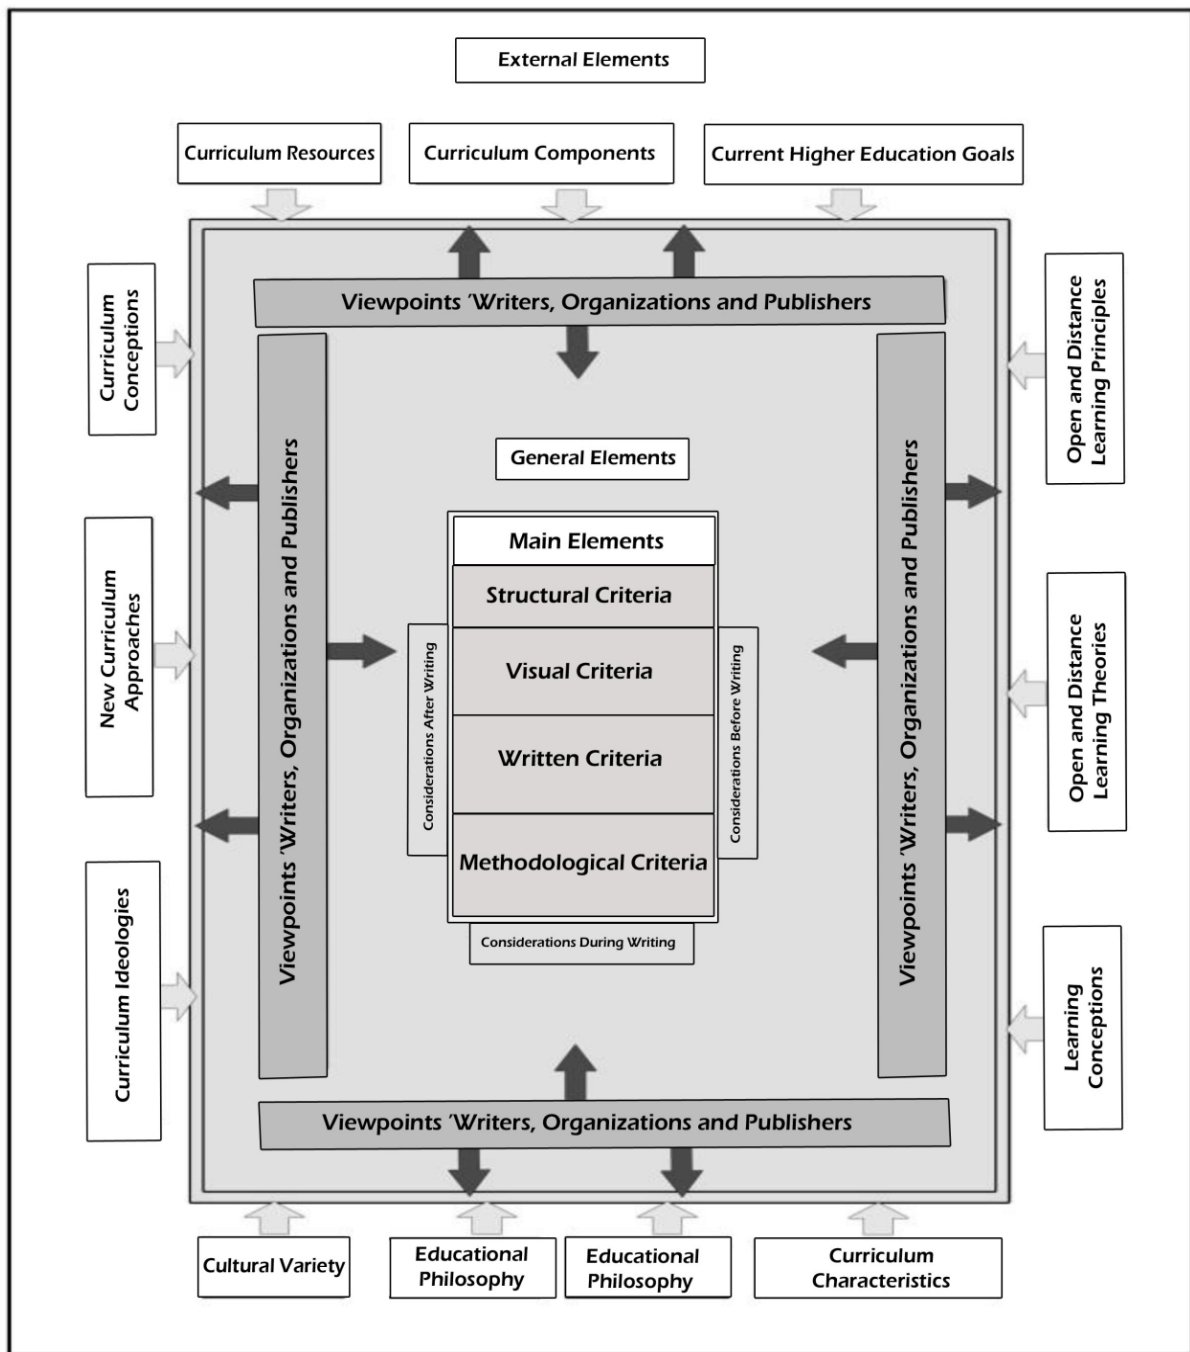 External Elements
Curriculum Resources
Curriculum Components
Current Higher Education Goals
Viewpoints ‘Writers, Organizations and Publishers
Curriculum
Conceptions
New Curriculum
Approaches
Curriculum Ideologies
Viewpoints ‘Writers, Organizations and Publishers
General Elements
Main Elements
Structural Criteria
Visual Criteria
Written Criteria
Methodological Criteria
Considerations After Writing
Considerations Before Writing
Considerations During Writing
Viewpoints ‘Writers, Organizations and Publishers
Open and Distance
Learning Principles
Open and Distance
Learning Theories
Learning
Conceptions
Viewpoints ‘Writers, Organizations and Publishers
Cultural Variety
Educational
Philosophy
Educational
Philosophy
Curriculum
Characteristics